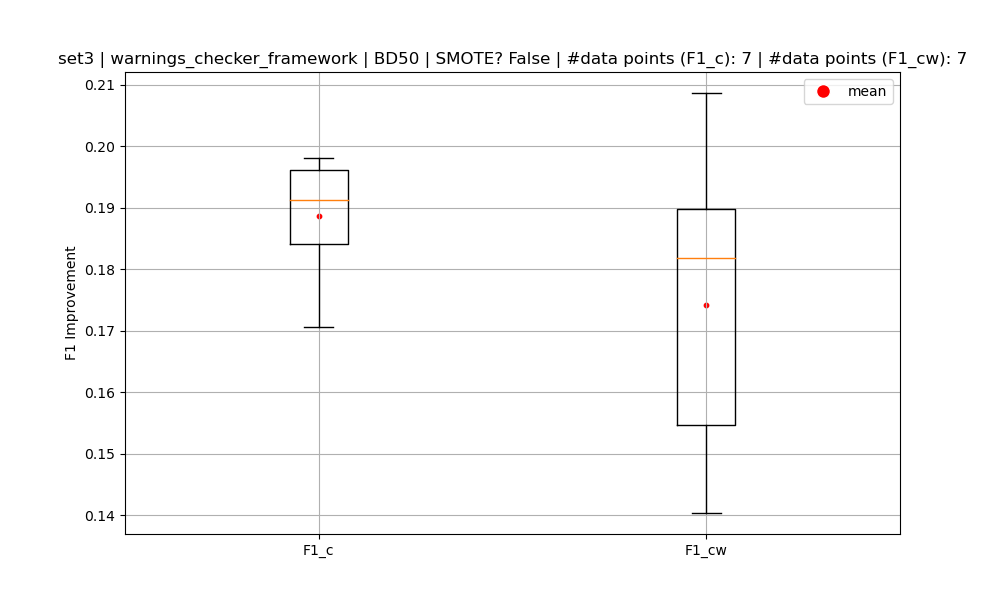 set3 | warnings_checker_framework | BD50 | SMOTE? False | #data points (F1_c): 7 | #data points (F1_cw): 7
mean
F1 Improvement
0.21
0.20
0.19
0.18
0.17
0.16
0.15
0.14
F1_c
F1_cw